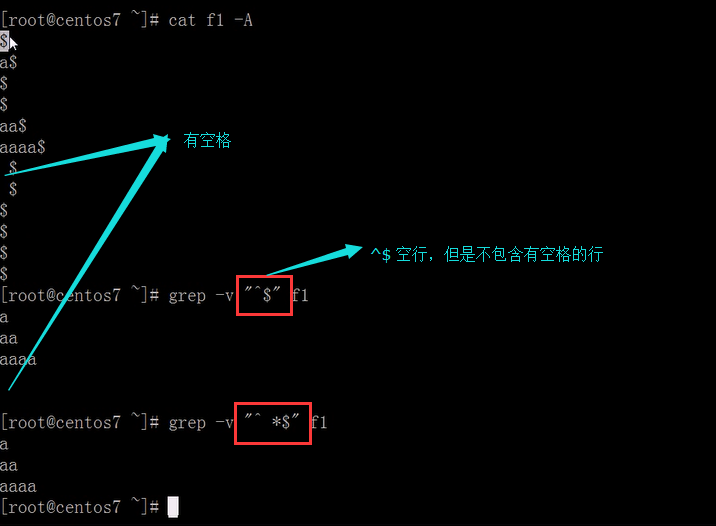 [root@centos7 ~]# cat f1 -A
$
a$
$
$
aa$
aaaa$
有空格
 $
 $
$
$
^$ 空行，但是不包含有空格的行
$
$
[root@centos7 ~]# grep -v "^$" f1
a
aa
aaaa
[root@centos7 ~]# grep -v "^ *$" f1
a
aa
aaaa
[root@centos7 ~]#